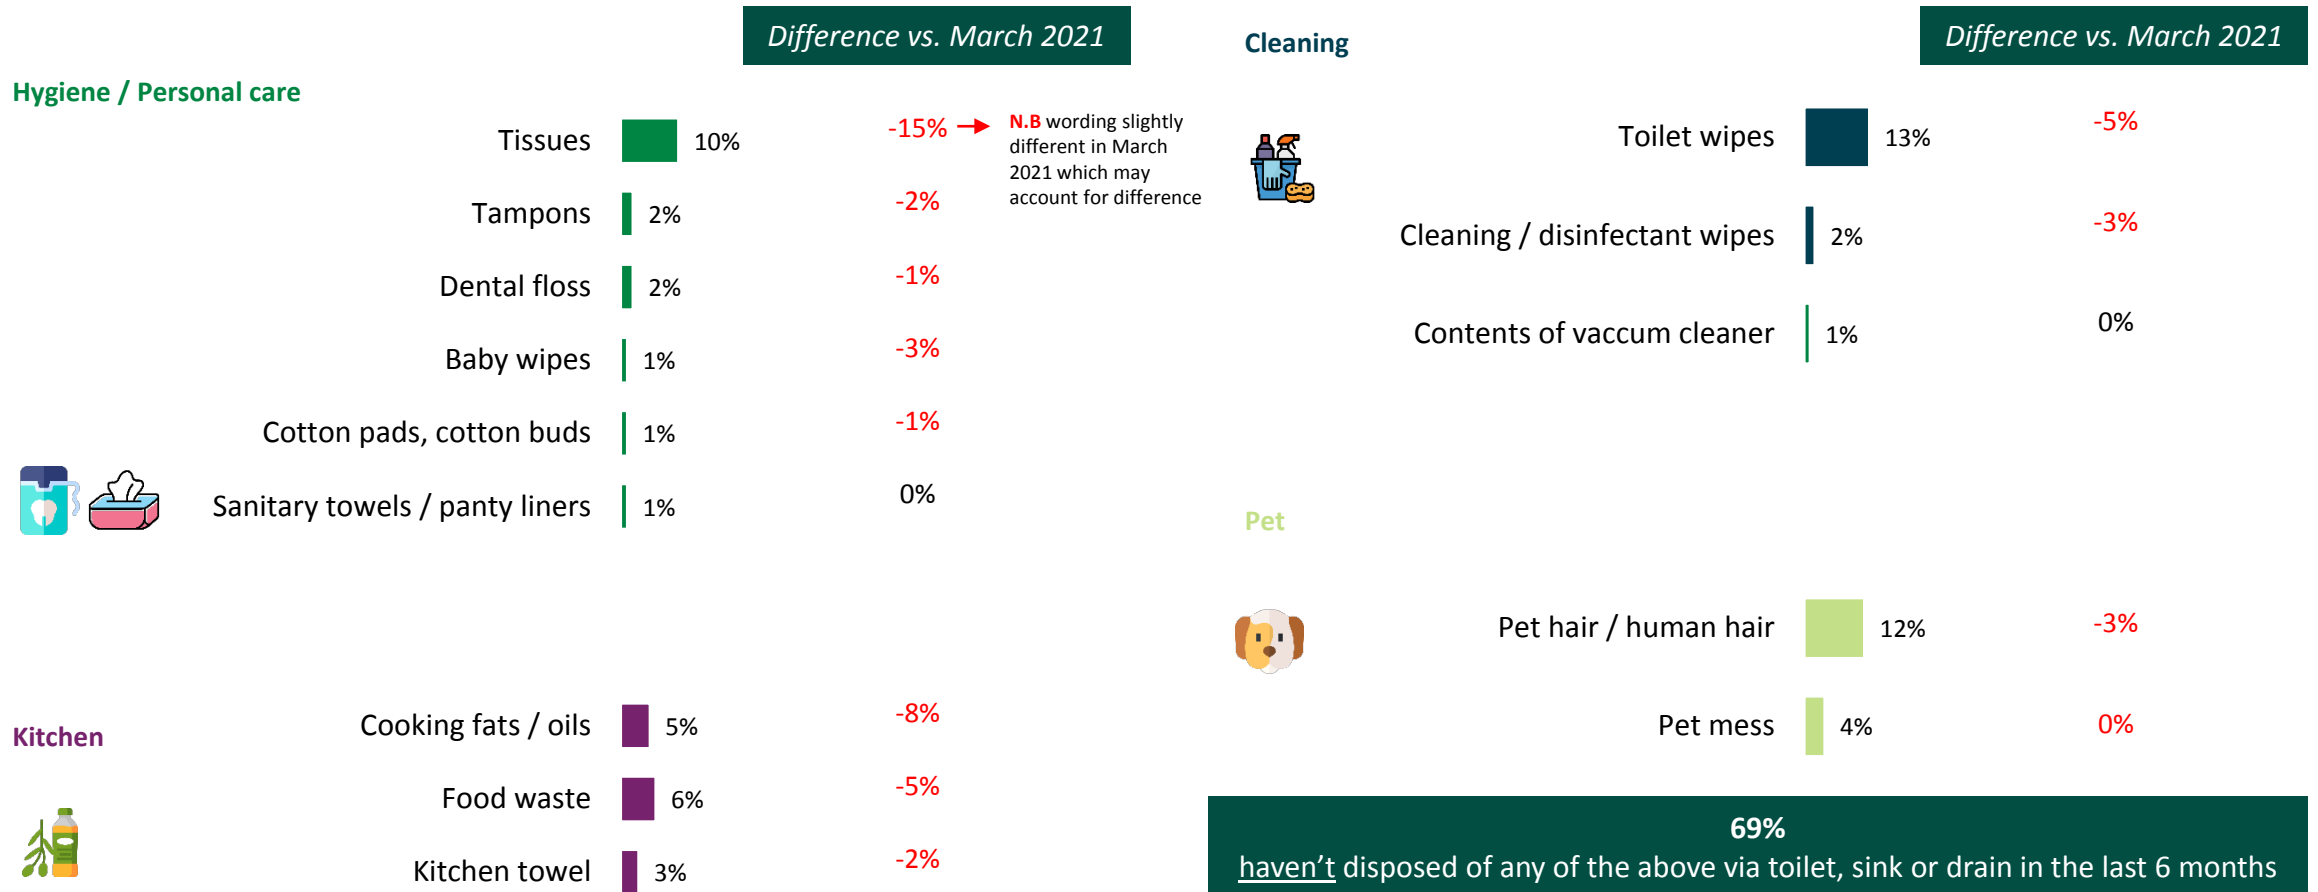 Difference vs. March 2021
Hygiene / Personal care
Tissues 10% -15%
N.B wording slightly
different in March
2021 which may
account for difference
Tampons 2% -2%
Dental floss 2% -1%
Baby wipes 1% -3%
Cotton pads, cotton buds 1% -1%
Sanitary towels / panty liners 1% 0%
Kitchen
Cooking fats / oils 5% -8%
Food waste 6% -5%
Kitchen towel 3% -2%
Cleaning
Difference vs. March 2021
Toilet wipes 13% -5%
Cleaning / disinfectant wipes 2% -3%
Contents of vaccum cleaner 1% 0%
Pet
Pet hair / human hair 12% -3%
Pet mess 4% 0%
69%
haven't disposed of any of the above via toilet, sink or drain in the last 6 months